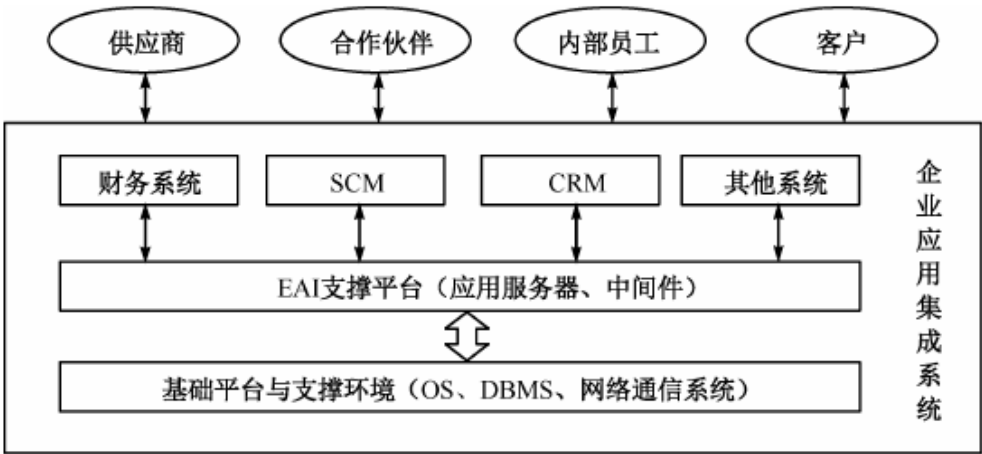 供应商
合作伙伴
内部员工
客户
财务系统
SCM
CRM
其他系统
EAI支撑平台（应用服务器、中间件）
基础平台与支撑环境（OS、DBMS、网络通信系统）
企业应用集成系统